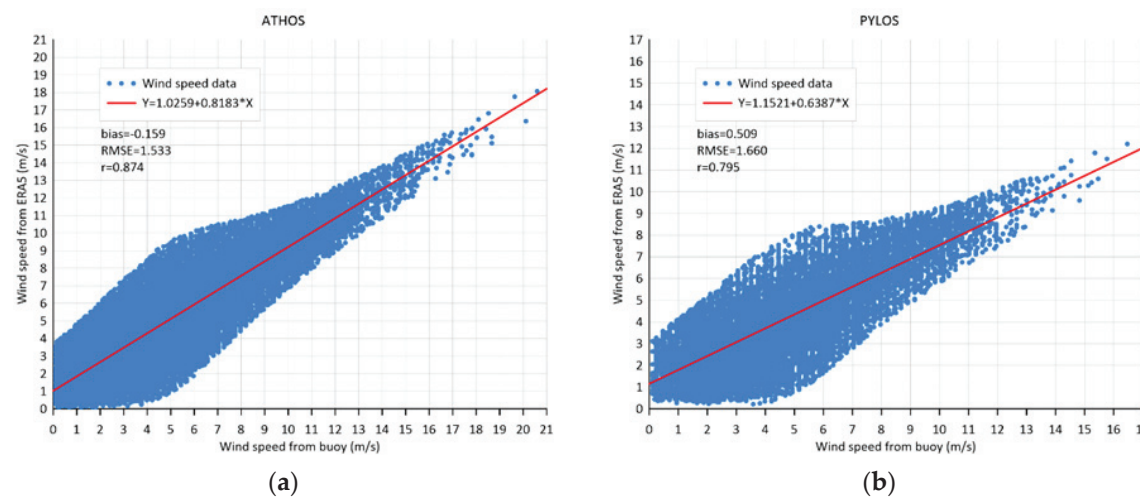 ATHOS
21
20
19
18
17
16
15
14
13
12
11
10
9
8
7
6
5
4
3
2
1
0
Wind speed from ERA5 (m/s)
Wind speed data
Y=1.0259+0.8183*X
bias=-0.159
RMSE=1.533
r=0.874
0 1 2 3 4 5 6 7 8 9 10 11 12 13 14 15 16 17 18 19 20 21
Wind speed from buoy (m/s)
(a)
PYLOS
17
16
15
14
13
12
11
10
9
8
7
6
5
4
3
2
1
0
Wind speed from ERA5 (m/s)
Wind speed data
Y=1.1521+0.6387*X
bias=0.509
RMSE=1.660
r=0.795
0 1 2 3 4 5 6 7 8 9 10 11 12 13 14 15 16 17
Wind speed from buoy (m/s)
(b)